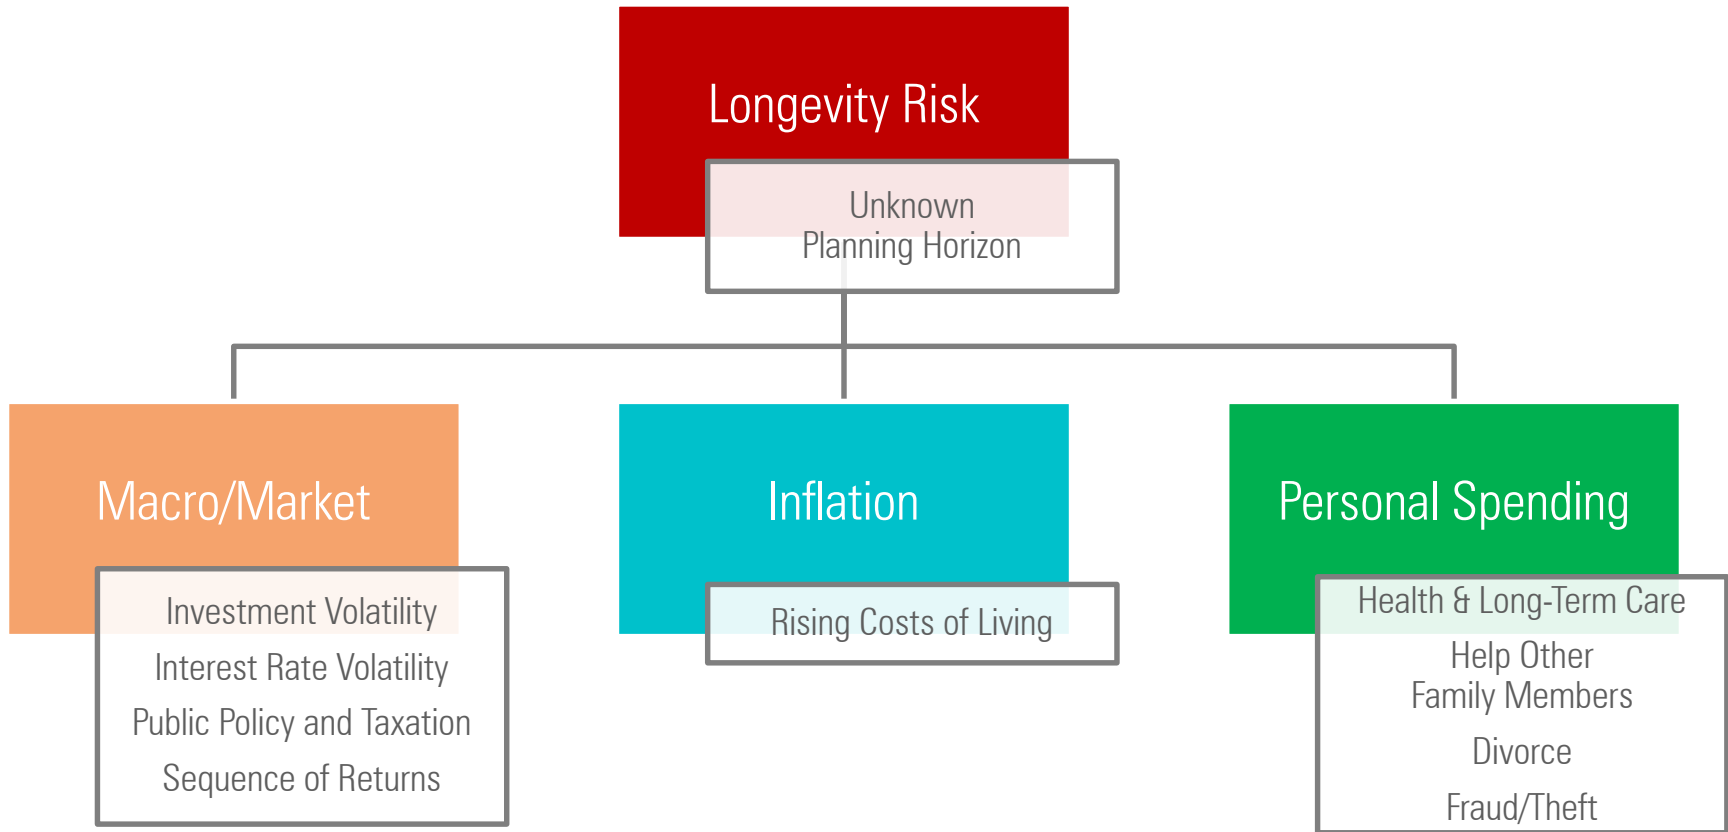 Longevity Risk
Unknown
Planning Horizon
Macro/Market
Investment Volatility
Interest Rate Volatility
Public Policy and Taxation
Sequence of Returns
Inflation
Rising Costs of Living
Personal Spending
Health & Long-Term Care
Help Other
Family Members
Divorce
Fraud/Theft